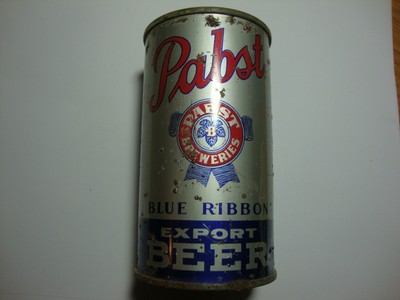 Pabst
PABST
B
BREWERIES
BLUE RIBBON
EXPORT
BEER